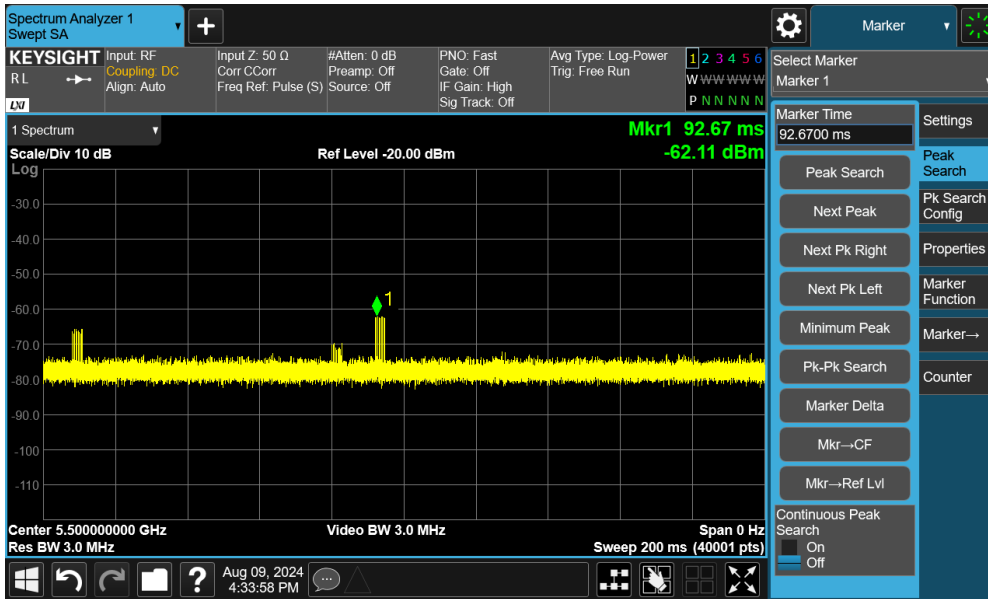 Spectrum Analyzer 1
Swept SA
Marker
KEYSIGHT
R L
LXI
Input: RF
Coupling: DC
Align: Auto
Input Z: 50 Ω
Corr CCorr
Freq Ref: Pulse (S)
#Atten: 0 dB
Preamp: Off
Source: Off
PNO: Fast
Gate: Off
IF Gain: High
Sig Track: Off
Avg Type: Log-Power
Trig: Free Run
1 2 3 4 5 6
W W W W W W
P N N N N N
Select Marker
Marker 1
1 Spectrum
Scale/Div 10 dB
Ref Level -20.00 dBm
Mkr1 92.67 ms
-62.11 dBm
Log
-30.0
-40.0
-50.0
-60.0
-70.0
-80.0
-90.0
-100
-110
1
Center 5.500000000 GHz
Res BW 3.0 MHz
Video BW 3.0 MHz
Span 0 Hz
Sweep 200 ms (40001 pts)
Marker Time
92.6700 ms
Peak Search
Next Peak
Next Pk Right
Next Pk Left
Minimum Peak
Pk-Pk Search
Marker Delta
Mkr→CF
Mkr→Ref Lvl
Continuous Peak
Search
On
Off
Settings
Peak
Search
Pk Search
Config
Properties
Marker
Function
Marker→
Counter
?
Aug 09, 2024
4:33:58 PM